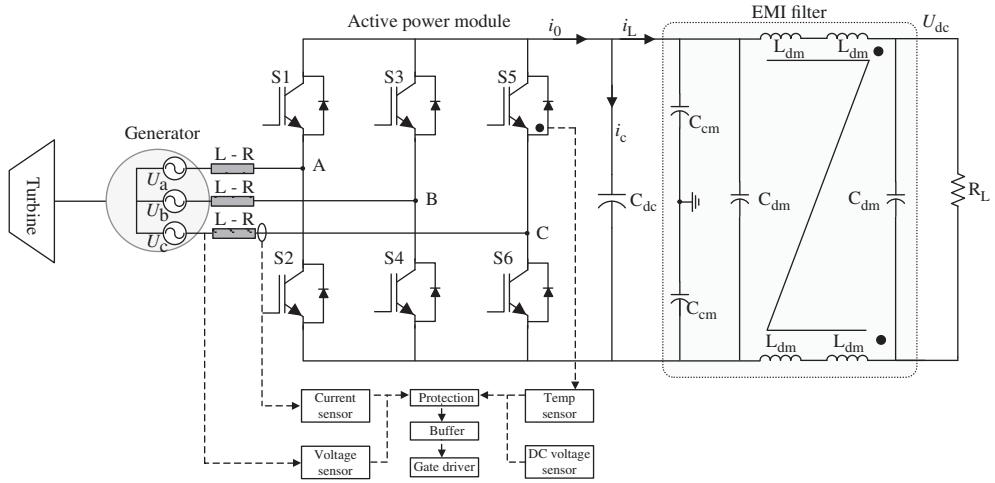 Active power module
EMI filter
i0
iL
Udc
Ldm
Ldm
S1
S3
S5
Ccm
ic
Generator
Turbine
L - R
Ua
A
L - R
Ub
B
L - R
Uc
C
Cdc
Cdm
Cdm
RL
S2
S4
S6
Ccm
Ldm
Ldm
Current sensor
Protection
Temp sensor
Buffer
Voltage sensor
Gate driver
DC voltage sensor